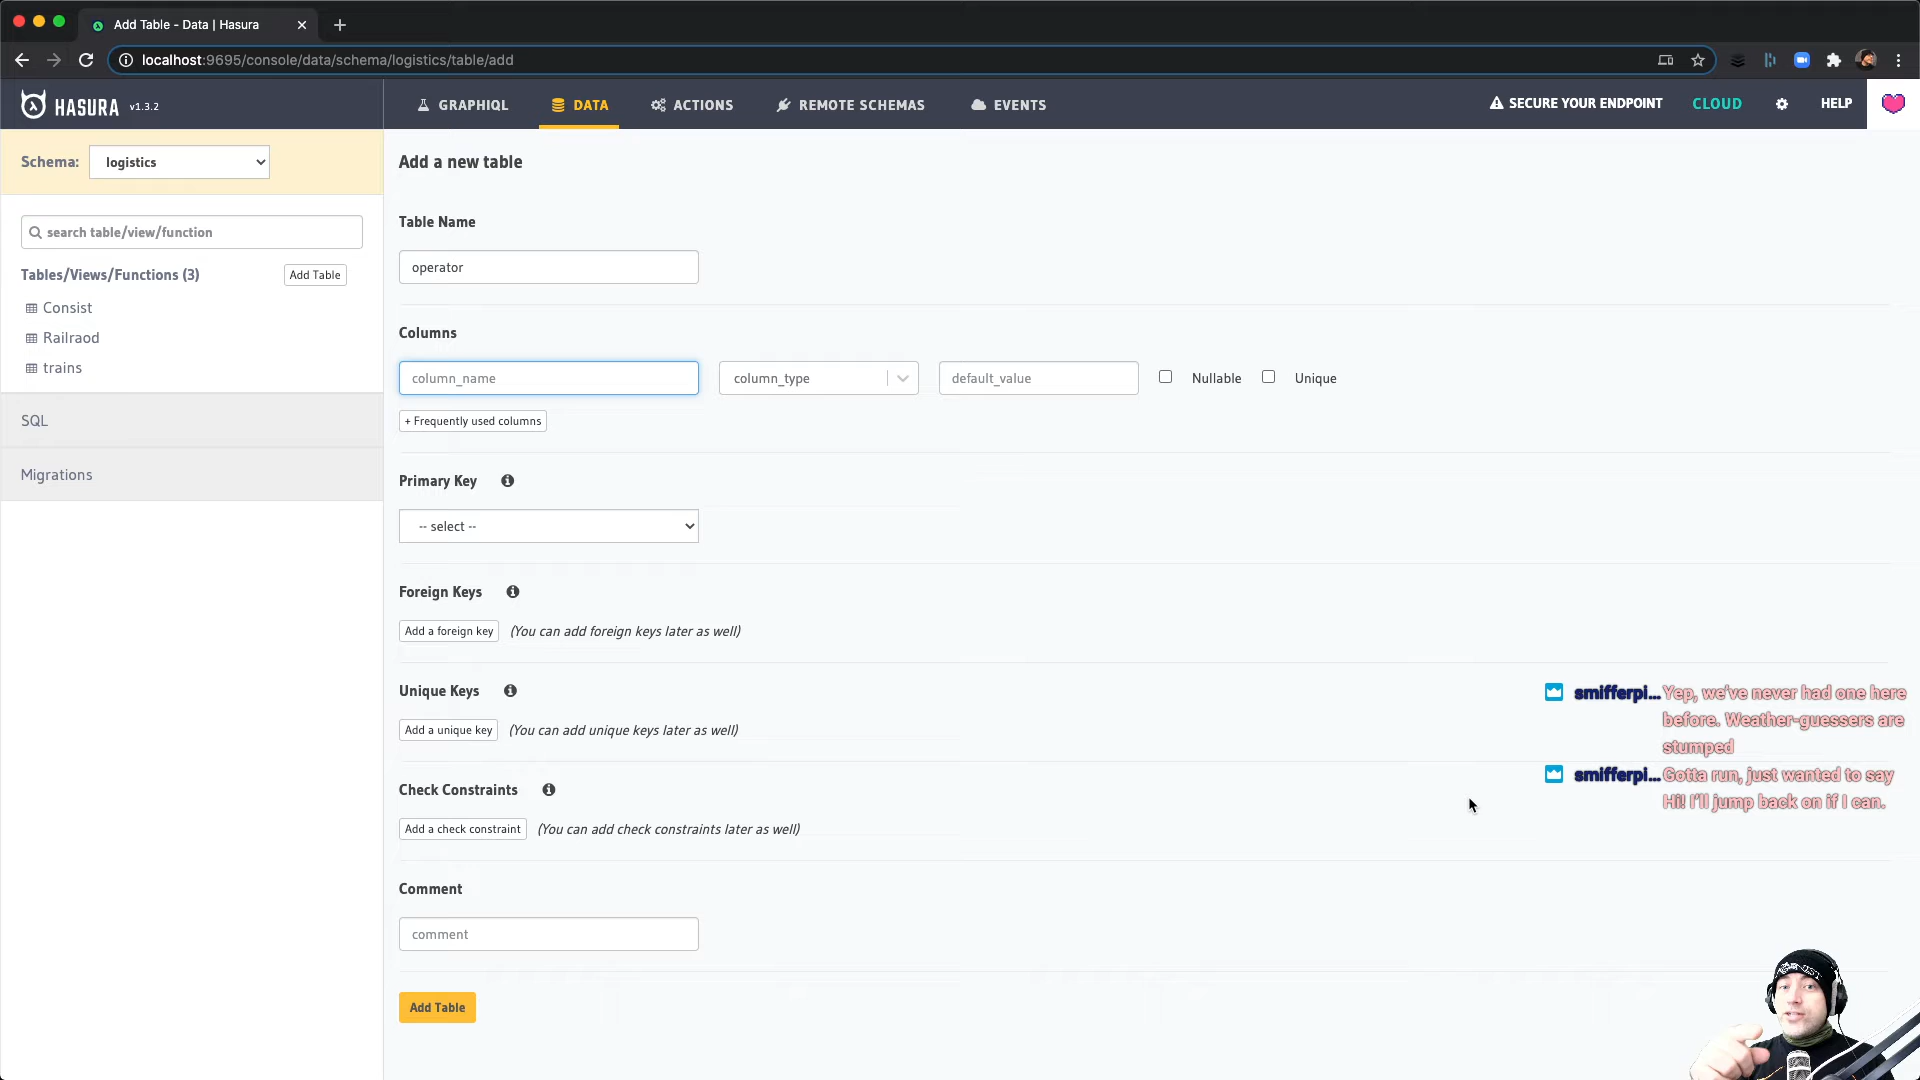 Add Table - Data | Hasura
localhost:9695/console/data/schema/logistics/table/add
HASURA v1.3.2
GRAPHIQL
DATA
ACTIONS
REMOTE SCHEMAS
EVENTS
SECURE YOUR ENDPOINT
CLOUD
HELP
Schema:
logistics
search table/view/function
Tables/Views/Functions (3)
Add Table
Consist
Railraod
trains
SQL
Migrations
Add a new table
Table Name
operator
Columns
column_name
column_type
default_value
Nullable
Unique
+ Frequently used columns
Primary Key
-- select --
Foreign Keys
Add a foreign key
(You can add foreign keys later as well)
Unique Keys
Add a unique key
(You can add unique keys later as well)
Check Constraints
Add a check constraint
(You can add check constraints later as well)
Comment
comment
Add Table
smifferpi... Yep, we've never had one here
before. Weather-guessers are
stumped
smifferpi... Gotta run, just wanted to say
Hi! I'll jump back on if I can.